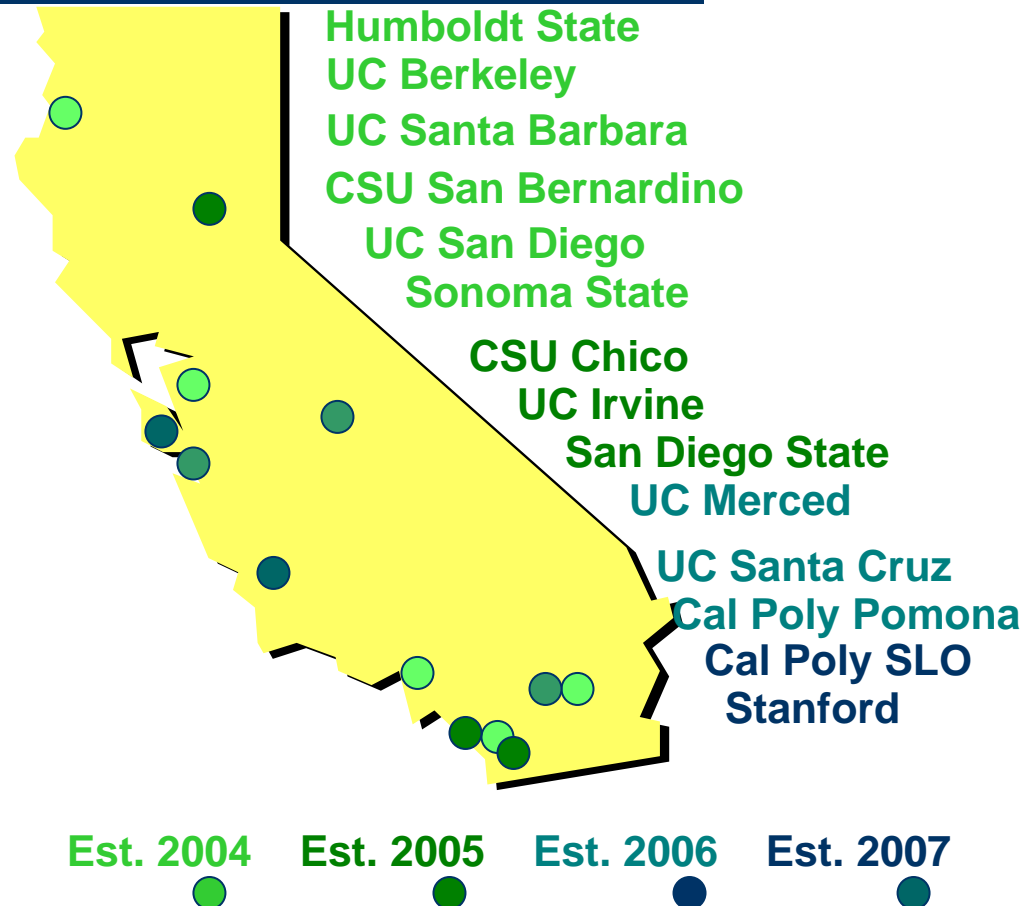 Humboldt State
UC Berkeley
UC Santa Barbara
CSU San Bernardino
UC San Diego
Sonoma State
CSU Chico
UC Irvine
San Diego State
UC Merced
UC Santa Cruz
Cal Poly Pomona
Cal Poly SLO
Stanford
Est. 2004 Est. 2005 Est. 2006 Est. 2007